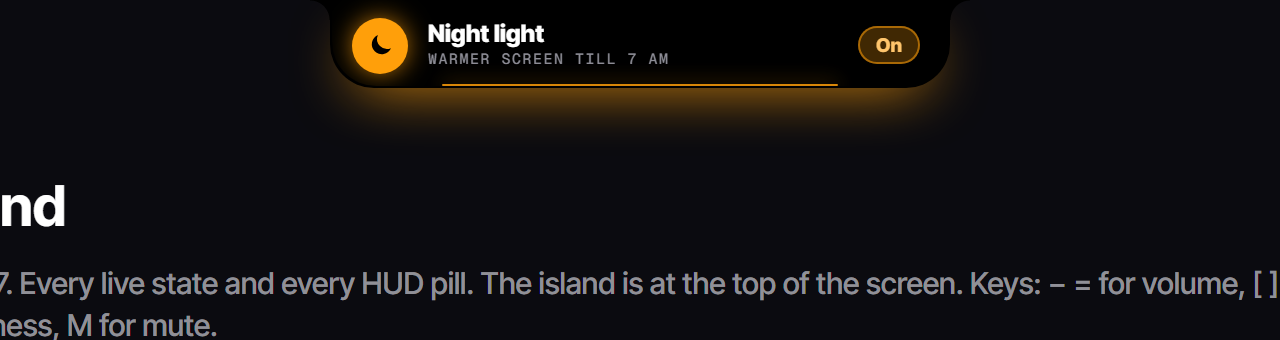 Night light
WARMER SCREEN TILL 7 AM
On
nd
7. Every live state and every HUD pill. The island is at the top of the screen. Keys: – = for volume, [ ]
ness, M for mute.